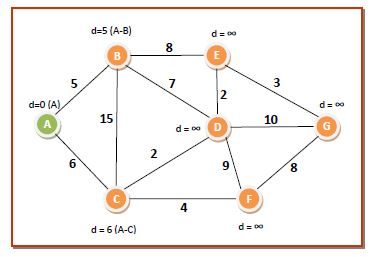 d=5 (A-B)
8
d = ∞
B
E
5
7
3
2
d=0 (A)
d = ∞
A
15
d = ∞
D
10
G
6
2
9
8
C
4
F
d = 6 (A-C)
d = ∞